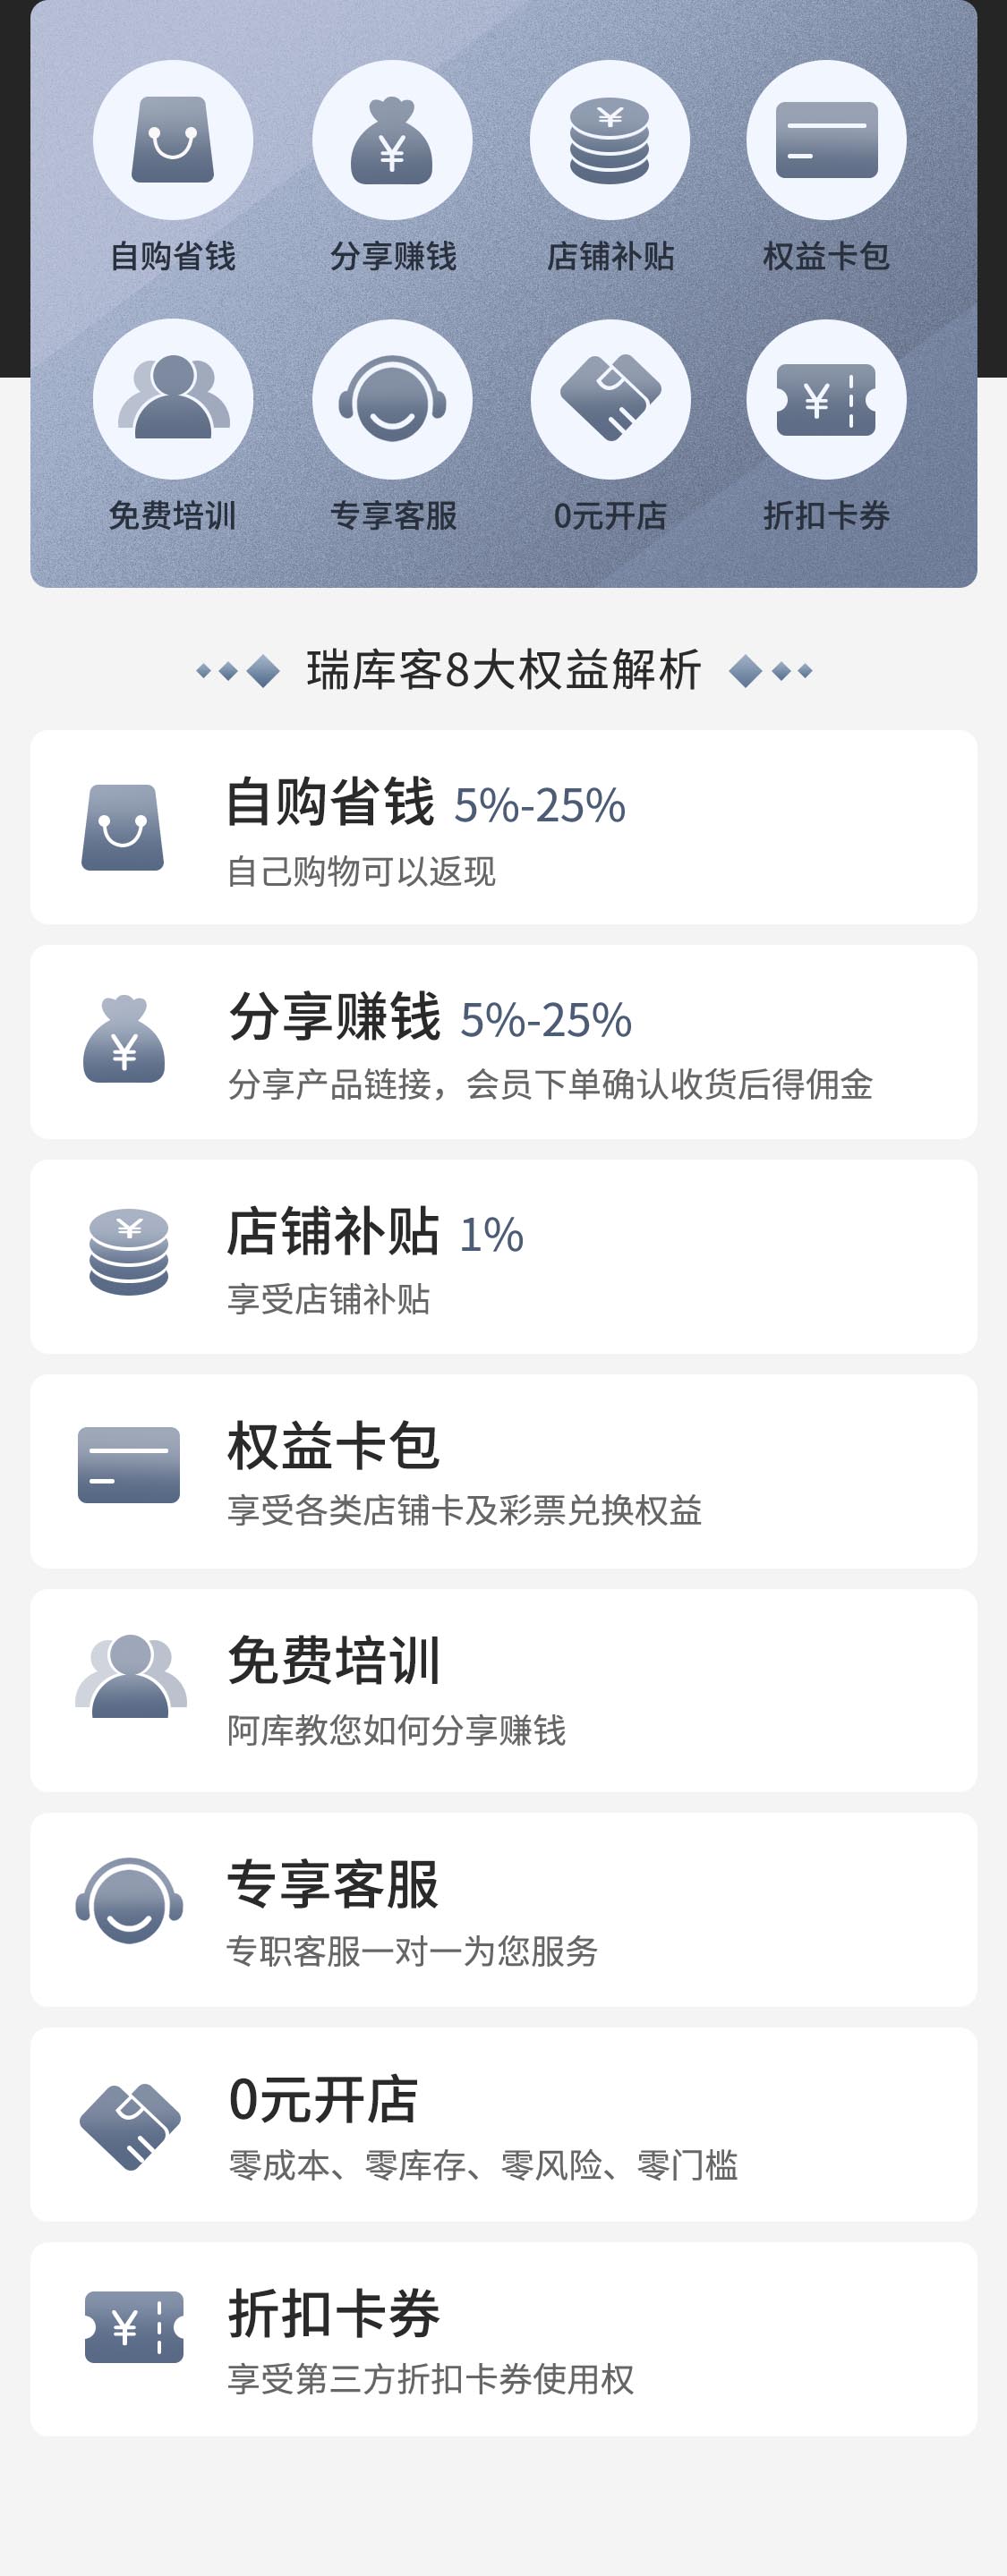 自购省钱 分享赚钱 店铺补贴 权益卡包
免费培训 专享客服 0元开店 折扣卡券
瑞库客8大权益解析
自购省钱 5%-25%
自己购物可以返现
¥
分享赚钱 5%-25%
分享产品链接，会员下单确认收货后得佣金
¥
店铺补贴 1%
享受店铺补贴
权益卡包
享受各类店铺卡及彩票兑换权益
免费培训
阿库教您如何分享赚钱
专享客服
专职客服一对一为您服务
0元开店
零成本、零库存、零风险、零门槛
¥
折扣卡券
享受第三方折扣卡券使用权